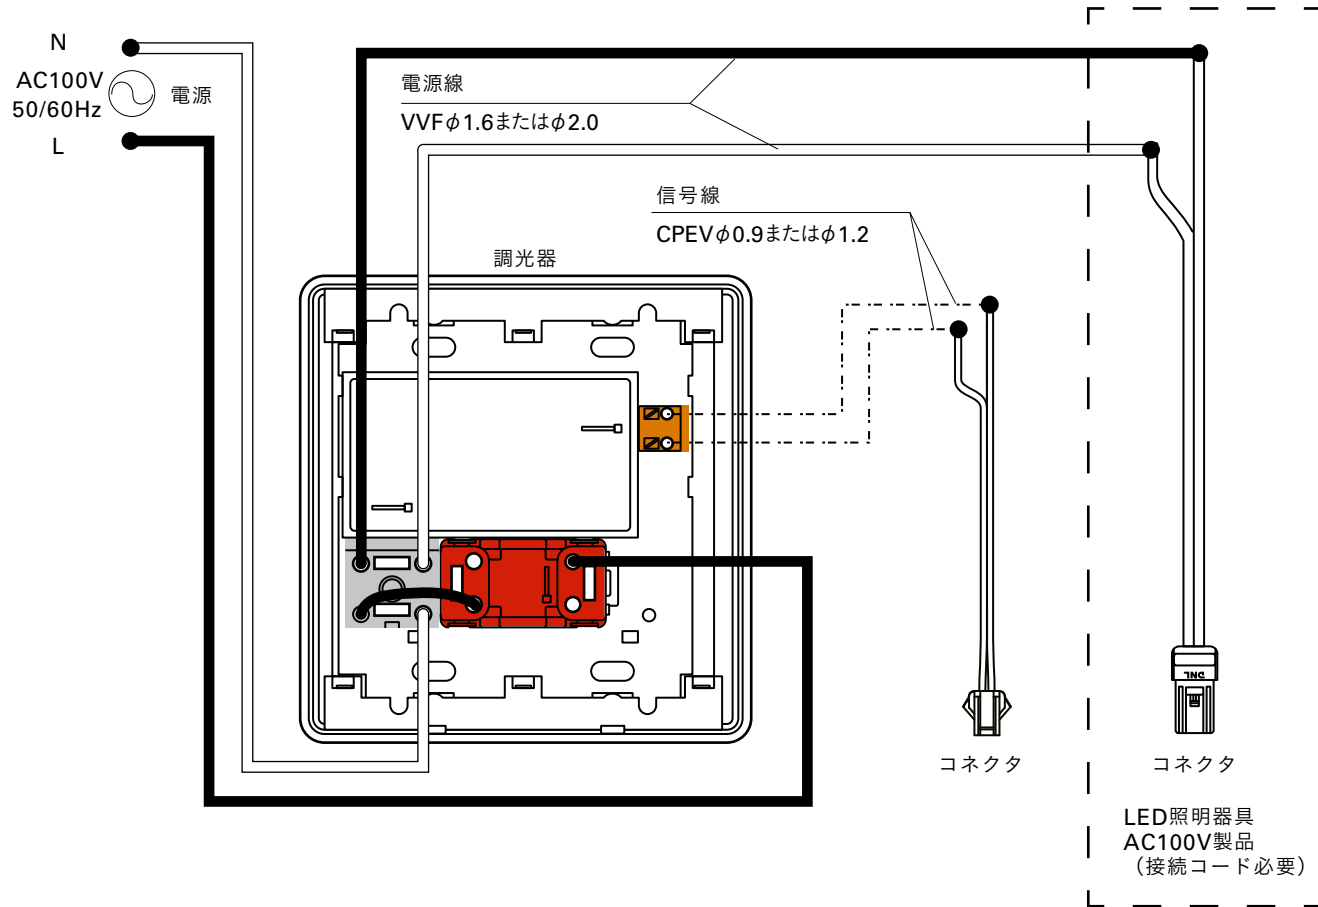 N
AC100V
50/60Hz
電源
L
電源線
VVFφ1.6またはφ2.0
信号線
CPEVφ0.9またはφ1.2
調光器
DNL
コネクタ
コネクタ
LED照明器具
AC100V製品
（接続コード必要）